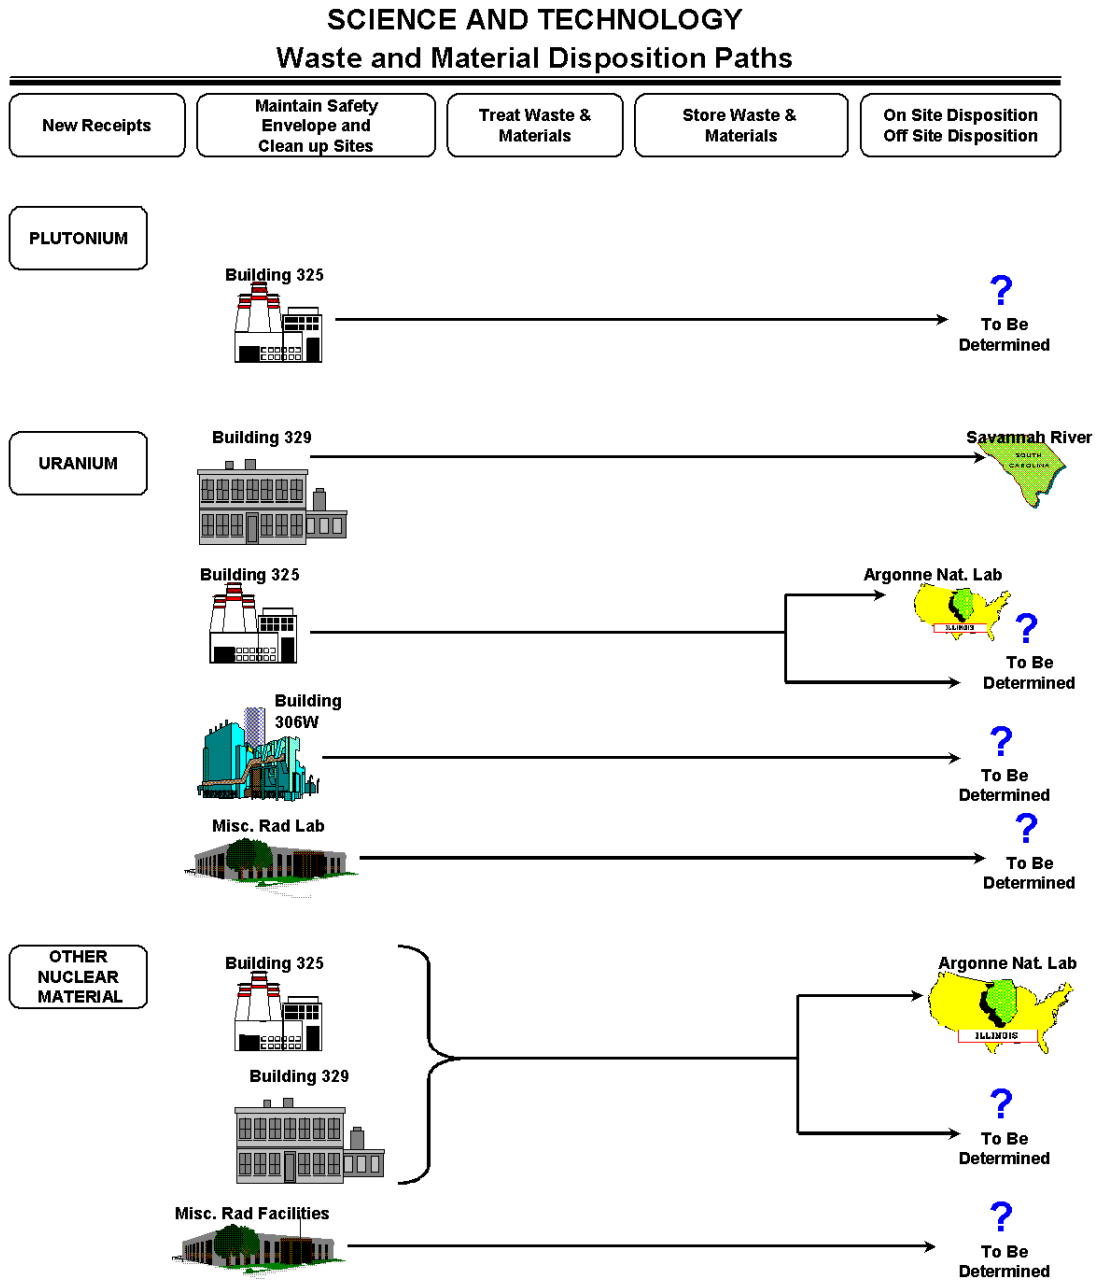 SCIENCE AND TECHNOLOGY
Waste and Material Disposition Paths
New Receipts
Maintain Safety
Envelope and
Clean up Sites
Treat Waste &
Materials
Store Waste &
Materials
On Site Disposition
Off Site Disposition
PLUTONIUM
Building 325
?
To Be
Determined
URANIUM
Building 329
Savannah River
SOUTH
CAROLINA
Building 325
Argonne Nat. Lab
ILLINOIS
?
To Be
Determined
Building
306W
?
To Be
Determined
Misc. Rad Lab
?
To Be
Determined
OTHER
NUCLEAR
MATERIAL
Building 325
Argonne Nat. Lab
ILLINOIS
Building 329
?
To Be
Determined
Misc. Rad Facilities
?
To Be
Determined